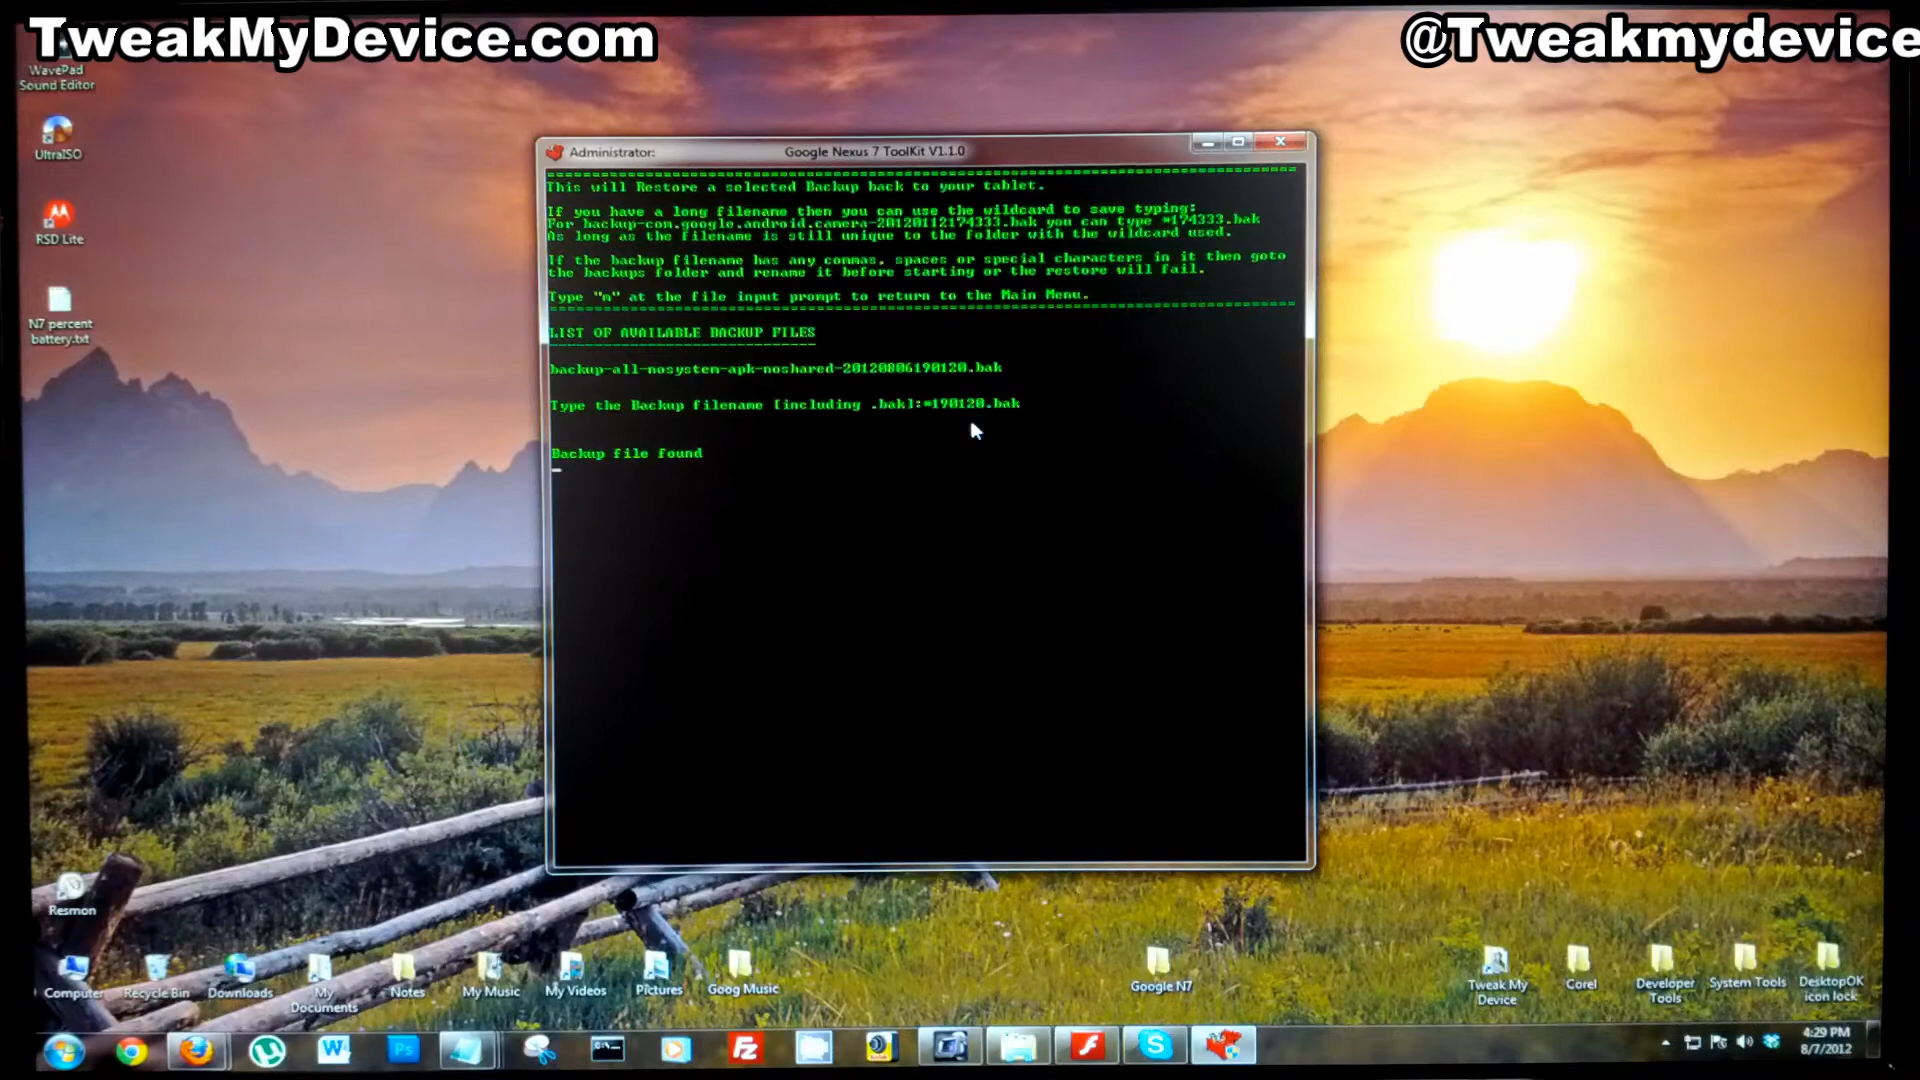 TweakMyDevice.com
@Tweakmydevice
WavePad
Sound Editor
UltraISO
RSD Lite
N7 percent
battery.txt
Administrator:
Google Nexus 7 ToolKit V1.1.0
This will Restore a selected Backup back to your tablet.
If you have a long filename then you can use the wildcard to save typing:
For backup-com.google.android.camera-20120112174333.bak you can type *174333.bak
As long as the filename is still unique to the folder with the wildcard used.
If the backup filename has any commas, spaces or special characters in it then goto
the backups folder and rename it before starting or the restore will fail.
Type "m" at the file input prompt to return to the Main Menu.
LIST OF AVAILABLE BACKUP FILES
backup-all-nosystem-apk-noshared-20120806190120.bak
Type the Backup filename [including .bak]:*190120.bak
Backup file found
Resmon
Computer
Recycle Bin
Downloads
My
Documents
Notes
My Music
My Videos
Pictures
Goog Music
Google N7
Tweak My
Device
Corel
Developer
Tools
System Tools
DesktopOK
icon lock
4:29 PM
8/7/2012